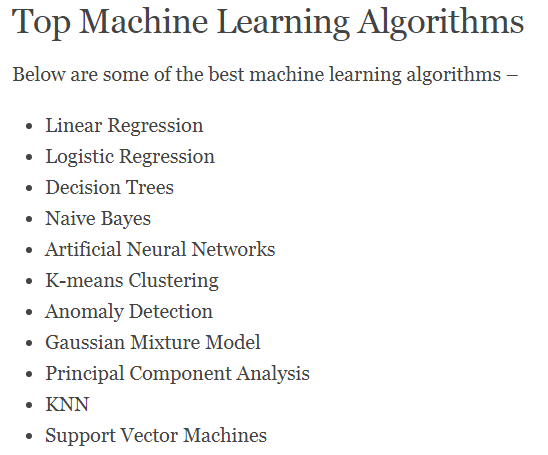 Top Machine Learning Algorithms
Below are some of the best machine learning algorithms –
• Linear Regression
• Logistic Regression
• Decision Trees
• Naive Bayes
• Artificial Neural Networks
• K-means Clustering
• Anomaly Detection
• Gaussian Mixture Model
• Principal Component Analysis
• KNN
• Support Vector Machines